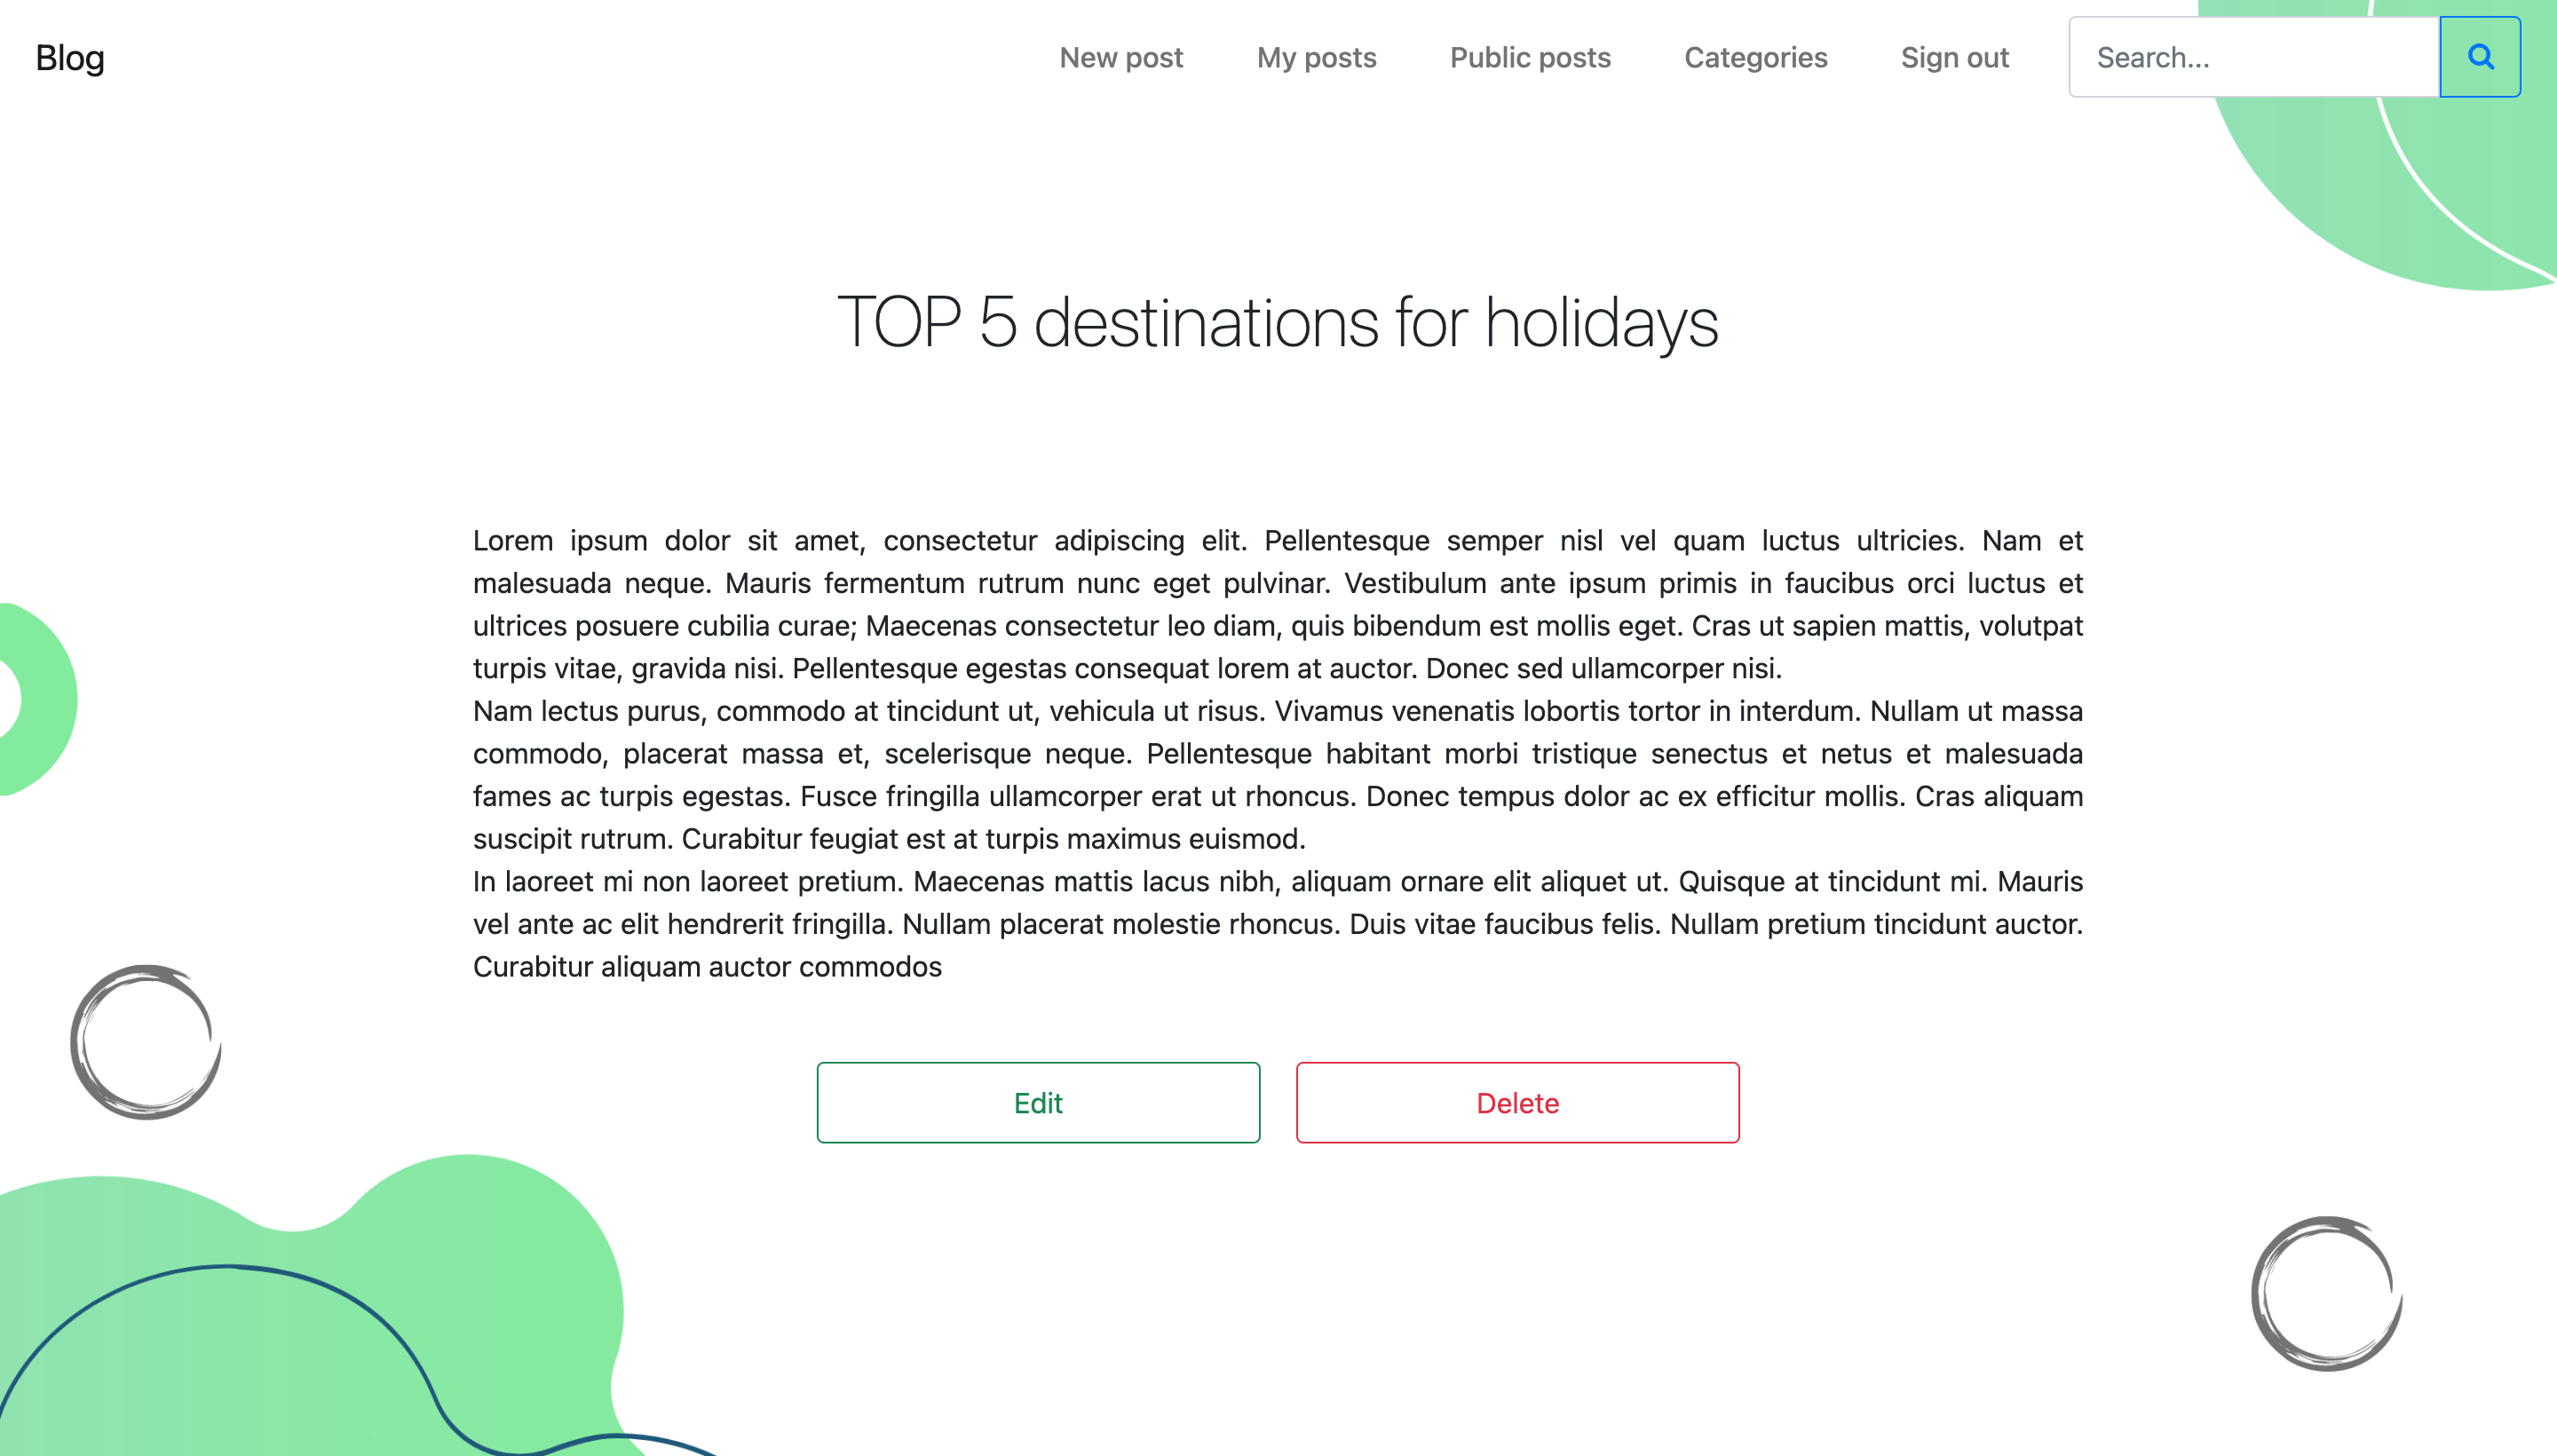 Blog
New post
My posts
Public posts
Categories
Sign out
Search...
TOP 5 destinations for holidays
Lorem ipsum dolor sit amet, consectetur adipiscing elit. Pellentesque semper nisl vel quam luctus ultricies. Nam et
malesuada neque. Mauris fermentum rutrum nunc eget pulvinar. Vestibulum ante ipsum primis in faucibus orci luctus et
ultrices posuere cubilia curae; Maecenas consectetur leo diam, quis bibendum est mollis eget. Cras ut sapien mattis, volutpat
turpis vitae, gravida nisi. Pellentesque egestas consequat lorem at auctor. Donec sed ullamcorper nisi.
Nam lectus purus, commodo at tincidunt ut, vehicula ut risus. Vivamus venenatis lobortis tortor in interdum. Nullam ut massa
commodo, placerat massa et, scelerisque neque. Pellentesque habitant morbi tristique senectus et netus et malesuada
fames ac turpis egestas. Fusce fringilla ullamcorper erat ut rhoncus. Donec tempus dolor ac ex efficitur mollis. Cras aliquam
suscipit rutrum. Curabitur feugiat est at turpis maximus euismod.
In laoreet mi non laoreet pretium. Maecenas mattis lacus nibh, aliquam ornare elit aliquet ut. Quisque at tincidunt mi. Mauris
vel ante ac elit hendrerit fringilla. Nullam placerat molestie rhoncus. Duis vitae faucibus felis. Nullam pretium tincidunt auctor.
Curabitur aliquam auctor commodos
Edit
Delete